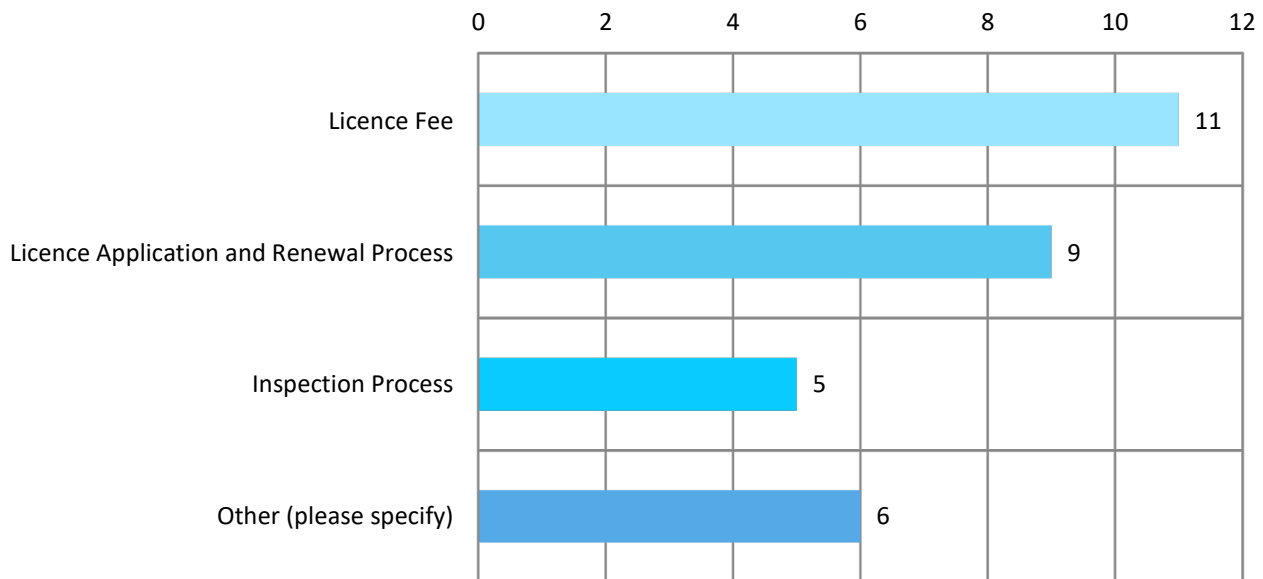 0 2 4 6 8 10 12
Licence Fee 11
Licence Application and Renewal Process 9
Inspection Process 5
Other (please specify) 6